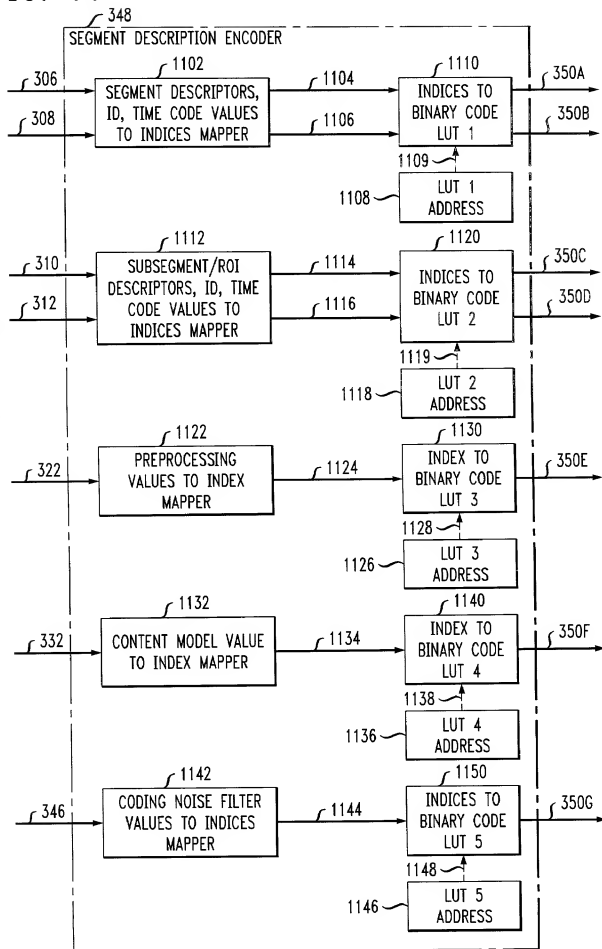 348
SEGMENT DESCRIPTION ENCODER
306
308
1102
SEGMENT DESCRIPTORS,
ID, TIME CODE VALUES
TO INDICES MAPPER
1104
1106
1110
INDICES TO
BINARY CODE
LUT 1
350A
350B
1109
1108
LUT 1
ADDRESS
310
312
1112
SUBSEGMENT/ROI
DESCRIPTORS, ID, TIME
CODE VALUES TO
INDICES MAPPER
1114
1116
1120
INDICES TO
BINARY CODE
LUT 2
350C
350D
1119
1118
LUT 2
ADDRESS
322
1122
PREPROCESSING
VALUES TO INDEX
MAPPER
1124
1130
INDEX TO
BINARY CODE
LUT 3
350E
1128
1126
LUT 3
ADDRESS
332
1132
CONTENT MODEL VALUE
TO INDEX MAPPER
1134
1140
INDEX TO
BINARY CODE
LUT 4
350F
1138
1136
LUT 4
ADDRESS
346
1142
CODING NOISE FILTER
VALUES TO INDICES
MAPPER
1144
1150
INDICES TO
BINARY CODE
LUT 5
350G
1148
1146
LUT 5
ADDRESS